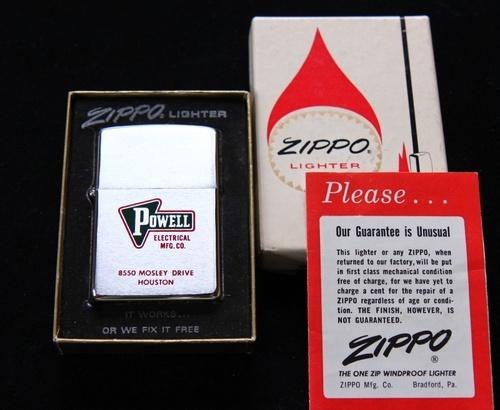 ZIPPO LIGHTER
POWELL
ELECTRICAL
MFG. CO.
8550 MOSLEY DRIVE
HOUSTON
IT WORKS...
OR WE FIX IT FREE
ZIPPO
LIGHTER
Please...
Our Guarantee is Unusual
This lighter or any ZIPPO, when
returned to our factory, will be put
in first class mechanical condition
free of charge, for we have yet to
charge a cent for the repair of a
ZIPPO regardless of age or condi-
tion. THE FINISH, HOWEVER, IS
NOT GUARANTEED.
ZIPPO®
THE ONE ZIP WINDPROOF LIGHTER
ZIPPO Mfg. Co. Bradford, Pa.